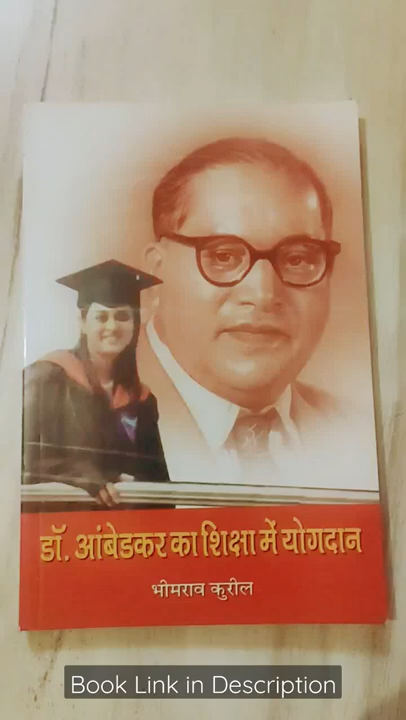 डॉ. आंबेडकर का शिक्षा में योगदान
भीमराव कुरील
Book Link in Description